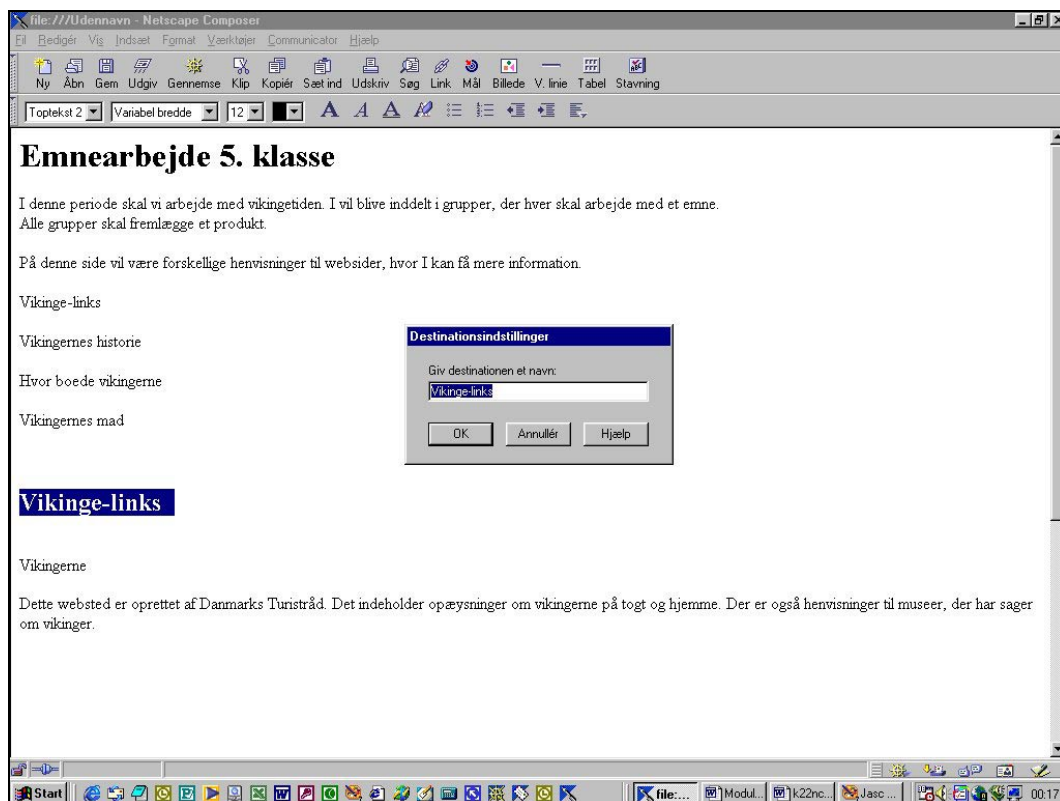 file:///Udennavn - Netscape Composer
Fil Redigér Vis Indsæt Format Værktøjer Communicator Hjælp
Ny Åbn Gem Udgiv Gennemse Klip Kopiér Sæt ind Udskriv Søg Link Mål Billede V. linie Tabel Stavning
Toptekst 2 Variabel bredde 12
Emnearbejde 5. klasse
I denne periode skal vi arbejde med vikingetiden. I vil blive inddelt i grupper, der hver skal arbejde med et emne.
Alle grupper skal fremlægge et produkt.
På denne side vil være forskellige henvisninger til websider, hvor I kan få mere information.
Vikinge-links
Vikingernes historie
Hvor boede vikingerne
Vikingernes mad
Destinationsindstillinger
Giv destinationen et navn:
Vikinge-links
OK Annullér Hjælp
Vikinge-links
Vikingerne
Dette websted er oprettet af Danmarks Turistråd. Det indeholder opæysninger om vikingerne på togt og hjemme. Der er også henvisninger til museer, der har sager
om vikinger.
Start file:... Modul... k22nc... Jasc ...